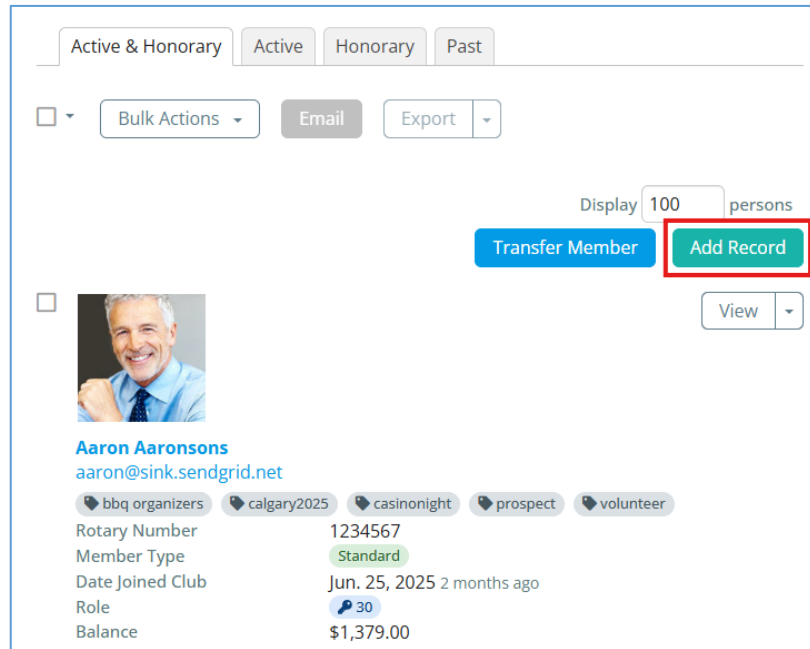 Active & Honorary Active Honorary Past
Bulk Actions Email Export
Display 100 persons
Transfer Member Add Record
View
Aaron Aaronsons
aaron@sink.sendgrid.net
bbq organizers calgary2025 casinonight prospect volunteer
Rotary Number 1234567
Member Type Standard
Date Joined Club Jun. 25, 2025 2 months ago
Role 30
Balance $1,379.00